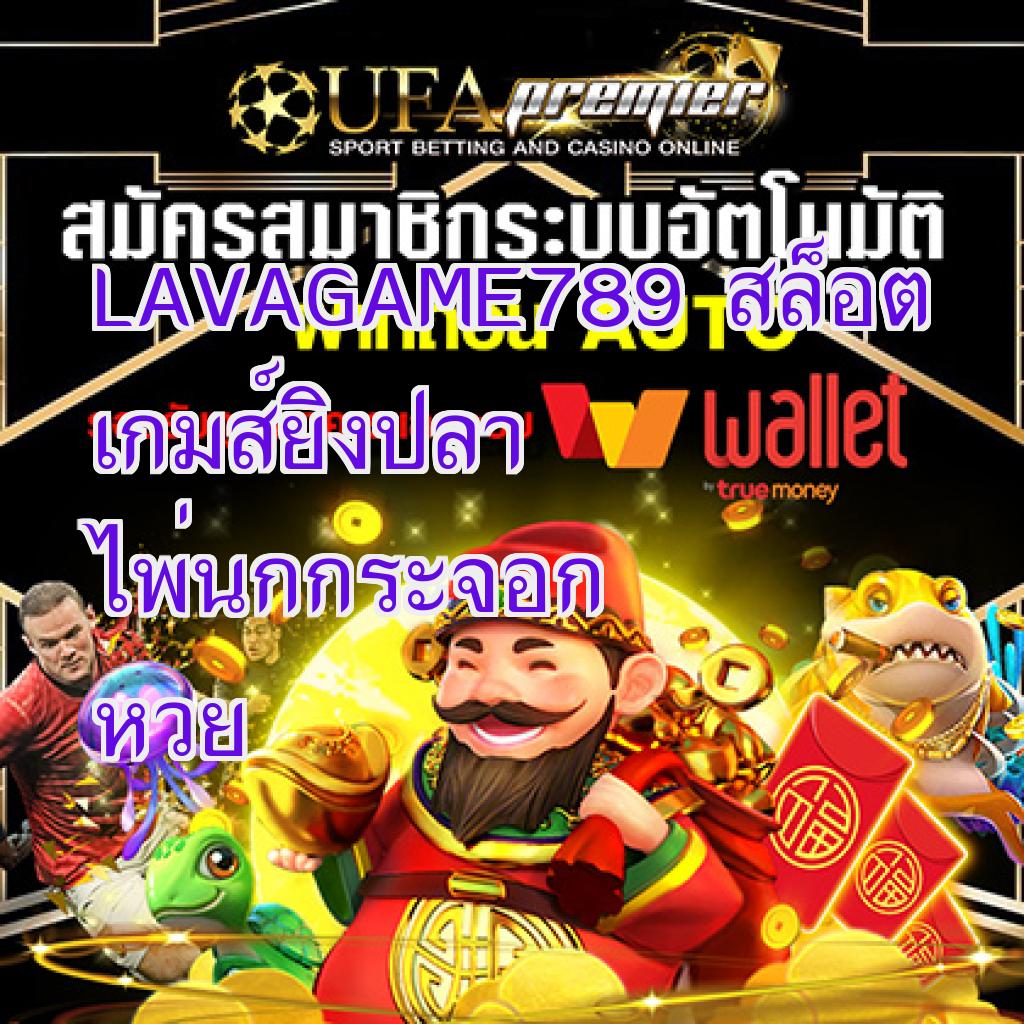 UFA premier
SPORT BETTING AND CASINO ONLINE
สมัครสมาชิกระบบอัตโนมัติ
LAVAGAME789 สล็อต
AUTO
เกมส์ยิงปลา
wallet
by truemoney
ไพ่นกกระจอก
หวย